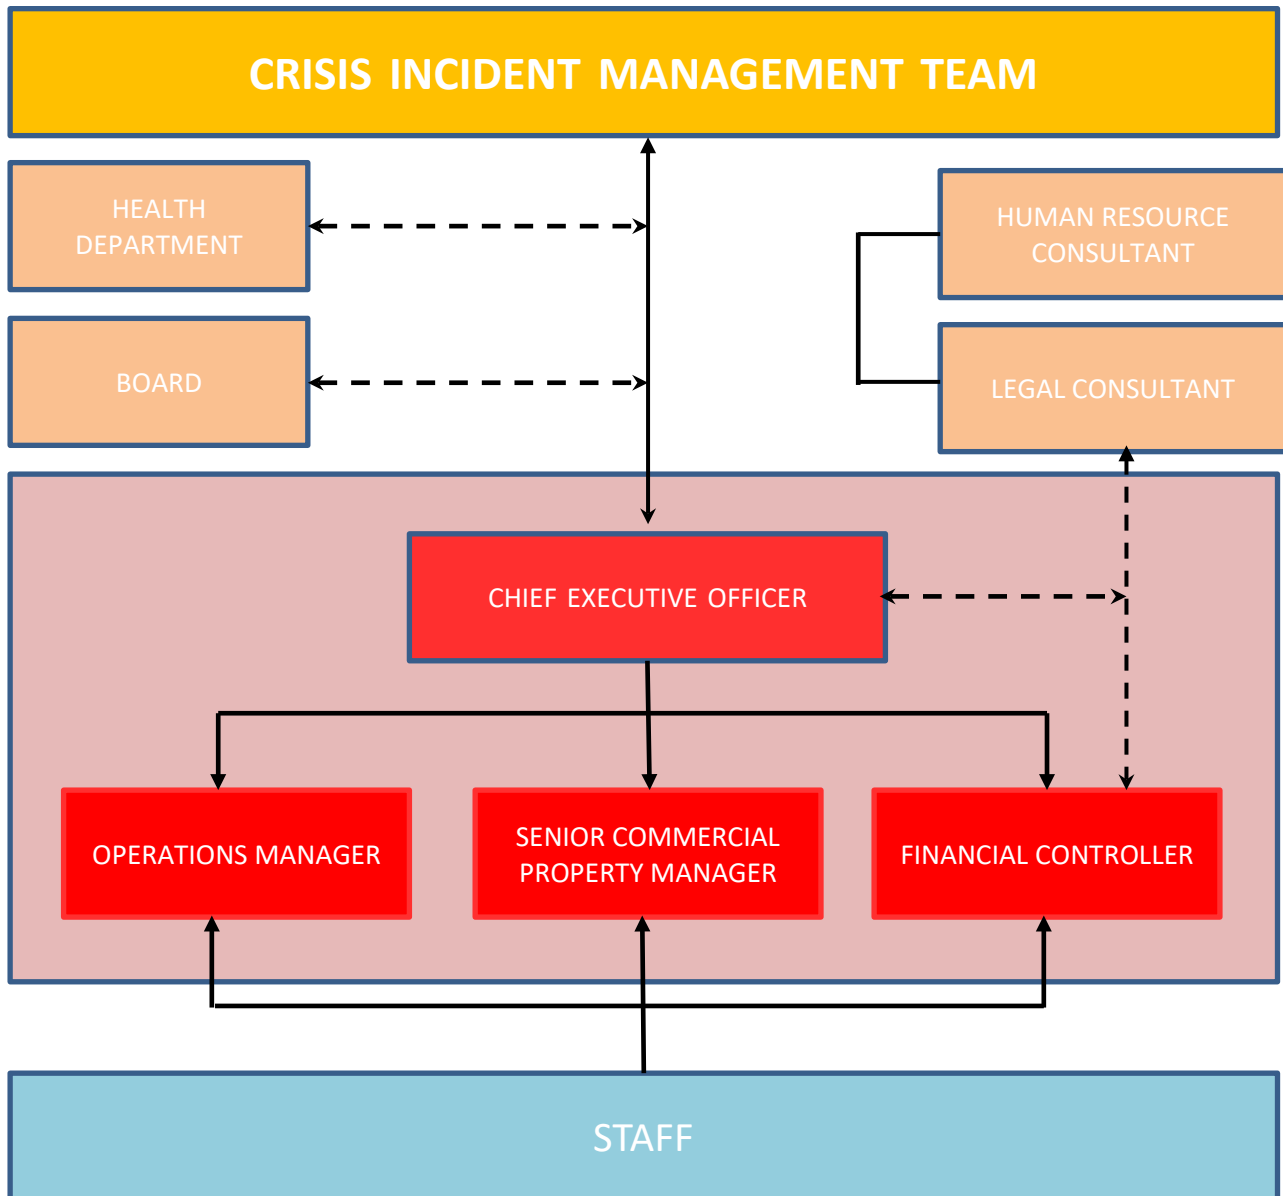 CRISIS INCIDENT MANAGEMENT TEAM
HEALTH
DEPARTMENT
HUMAN RESOURCE
CONSULTANT
BOARD
LEGAL CONSULTANT
CHIEF EXECUTIVE OFFICER
OPERATIONS MANAGER
SENIOR COMMERCIAL
PROPERTY MANAGER
FINANCIAL CONTROLLER
STAFF